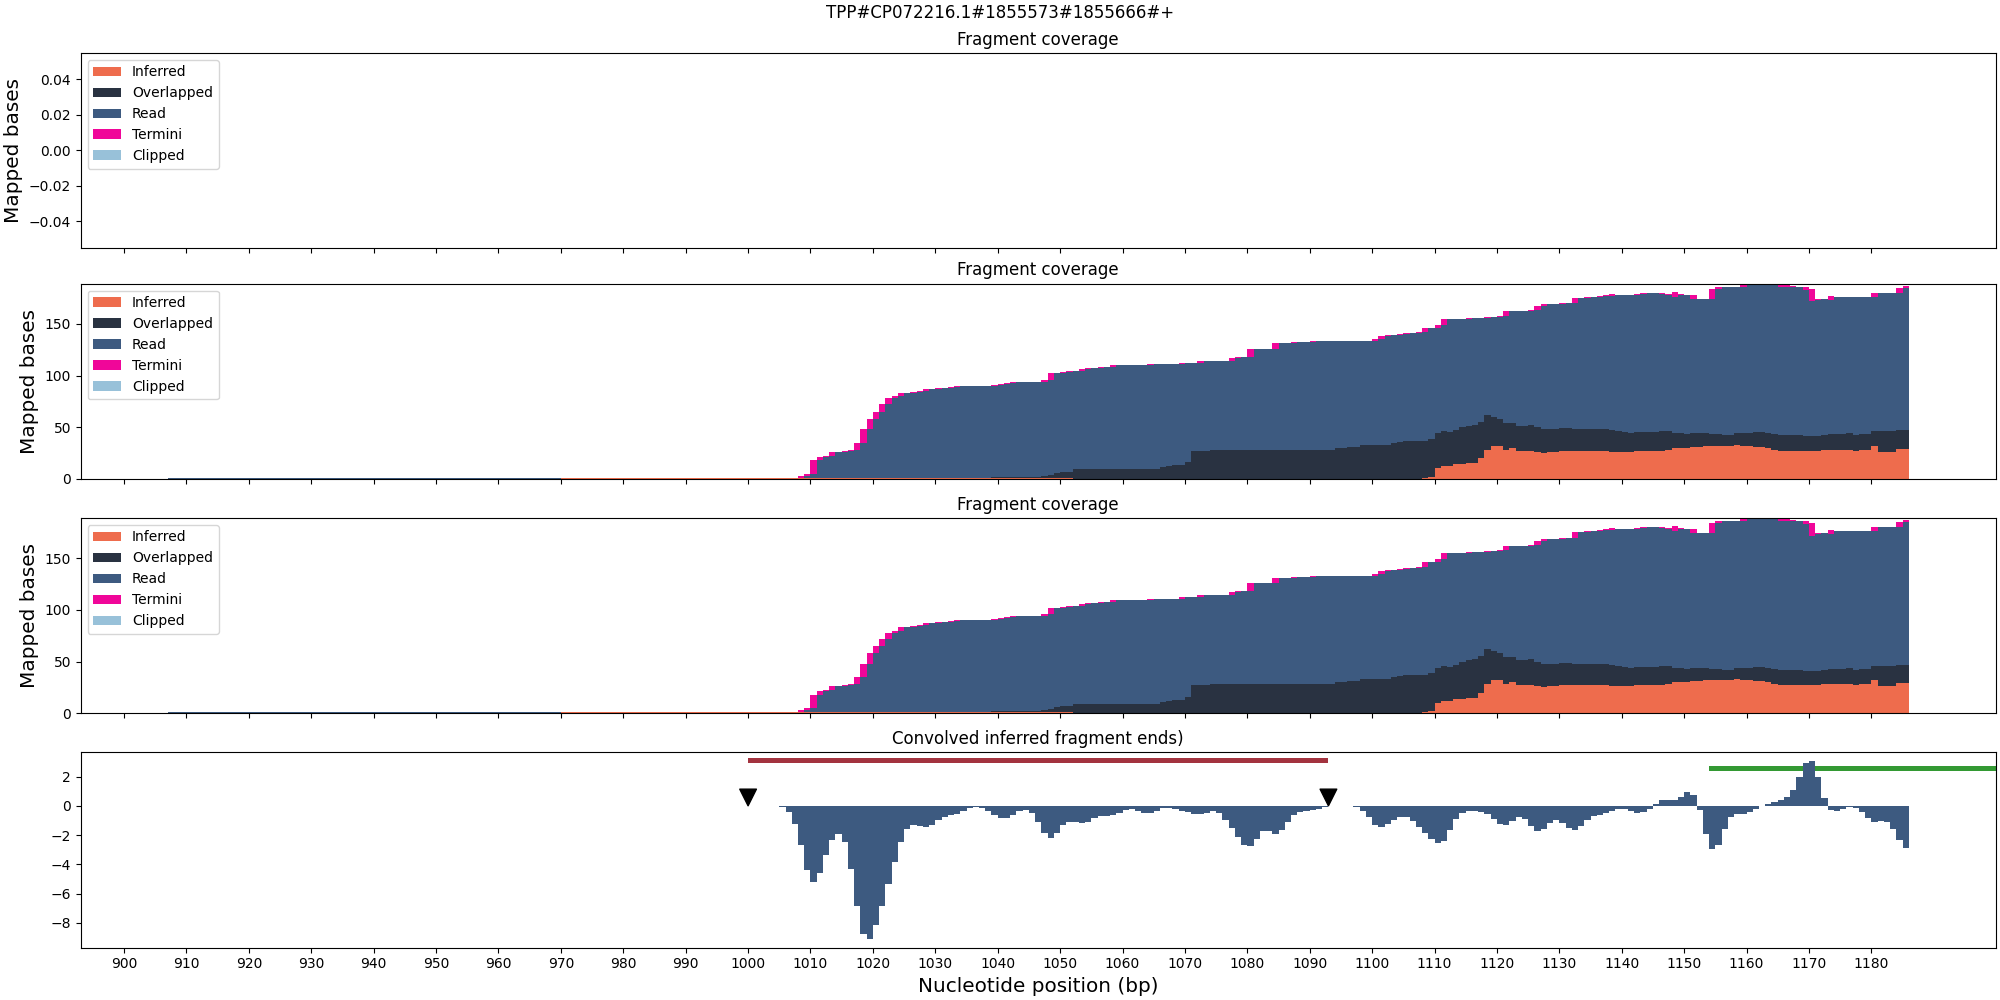 TPP#CP072216.1#1855573#1855666#+
Fragment coverage
Mapped bases
0.04
0.02
0.00
−0.02
−0.04
Inferred
Overlapped
Read
Termini
Clipped
Fragment coverage
Mapped bases
150
100
50
0
Inferred
Overlapped
Read
Termini
Clipped
Fragment coverage
Mapped bases
150
100
50
0
Inferred
Overlapped
Read
Termini
Clipped
Convolved inferred fragment ends)
2
0
−2
−4
−6
−8
900 910 920 930 940 950 960 970 980 990 1000 1010 1020 1030 1040 1050 1060 1070 1080 1090 1100 1110 1120 1130 1140 1150 1160 1170 1180
Nucleotide position (bp)